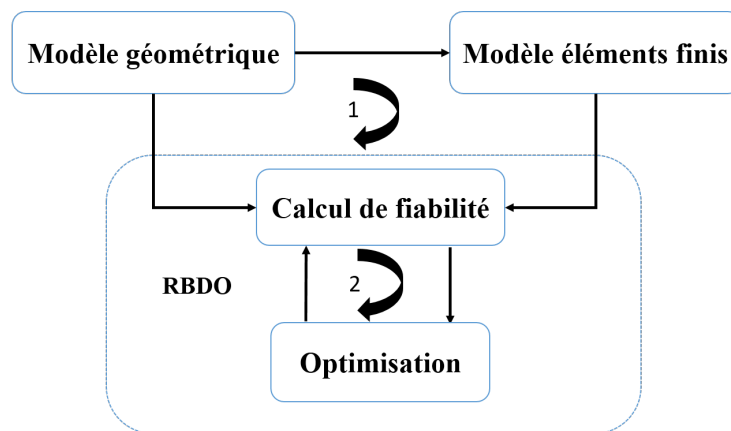 Modèle géométrique
Modèle éléments finis
1
Calcul de fiabilité
RBDO
2
Optimisation